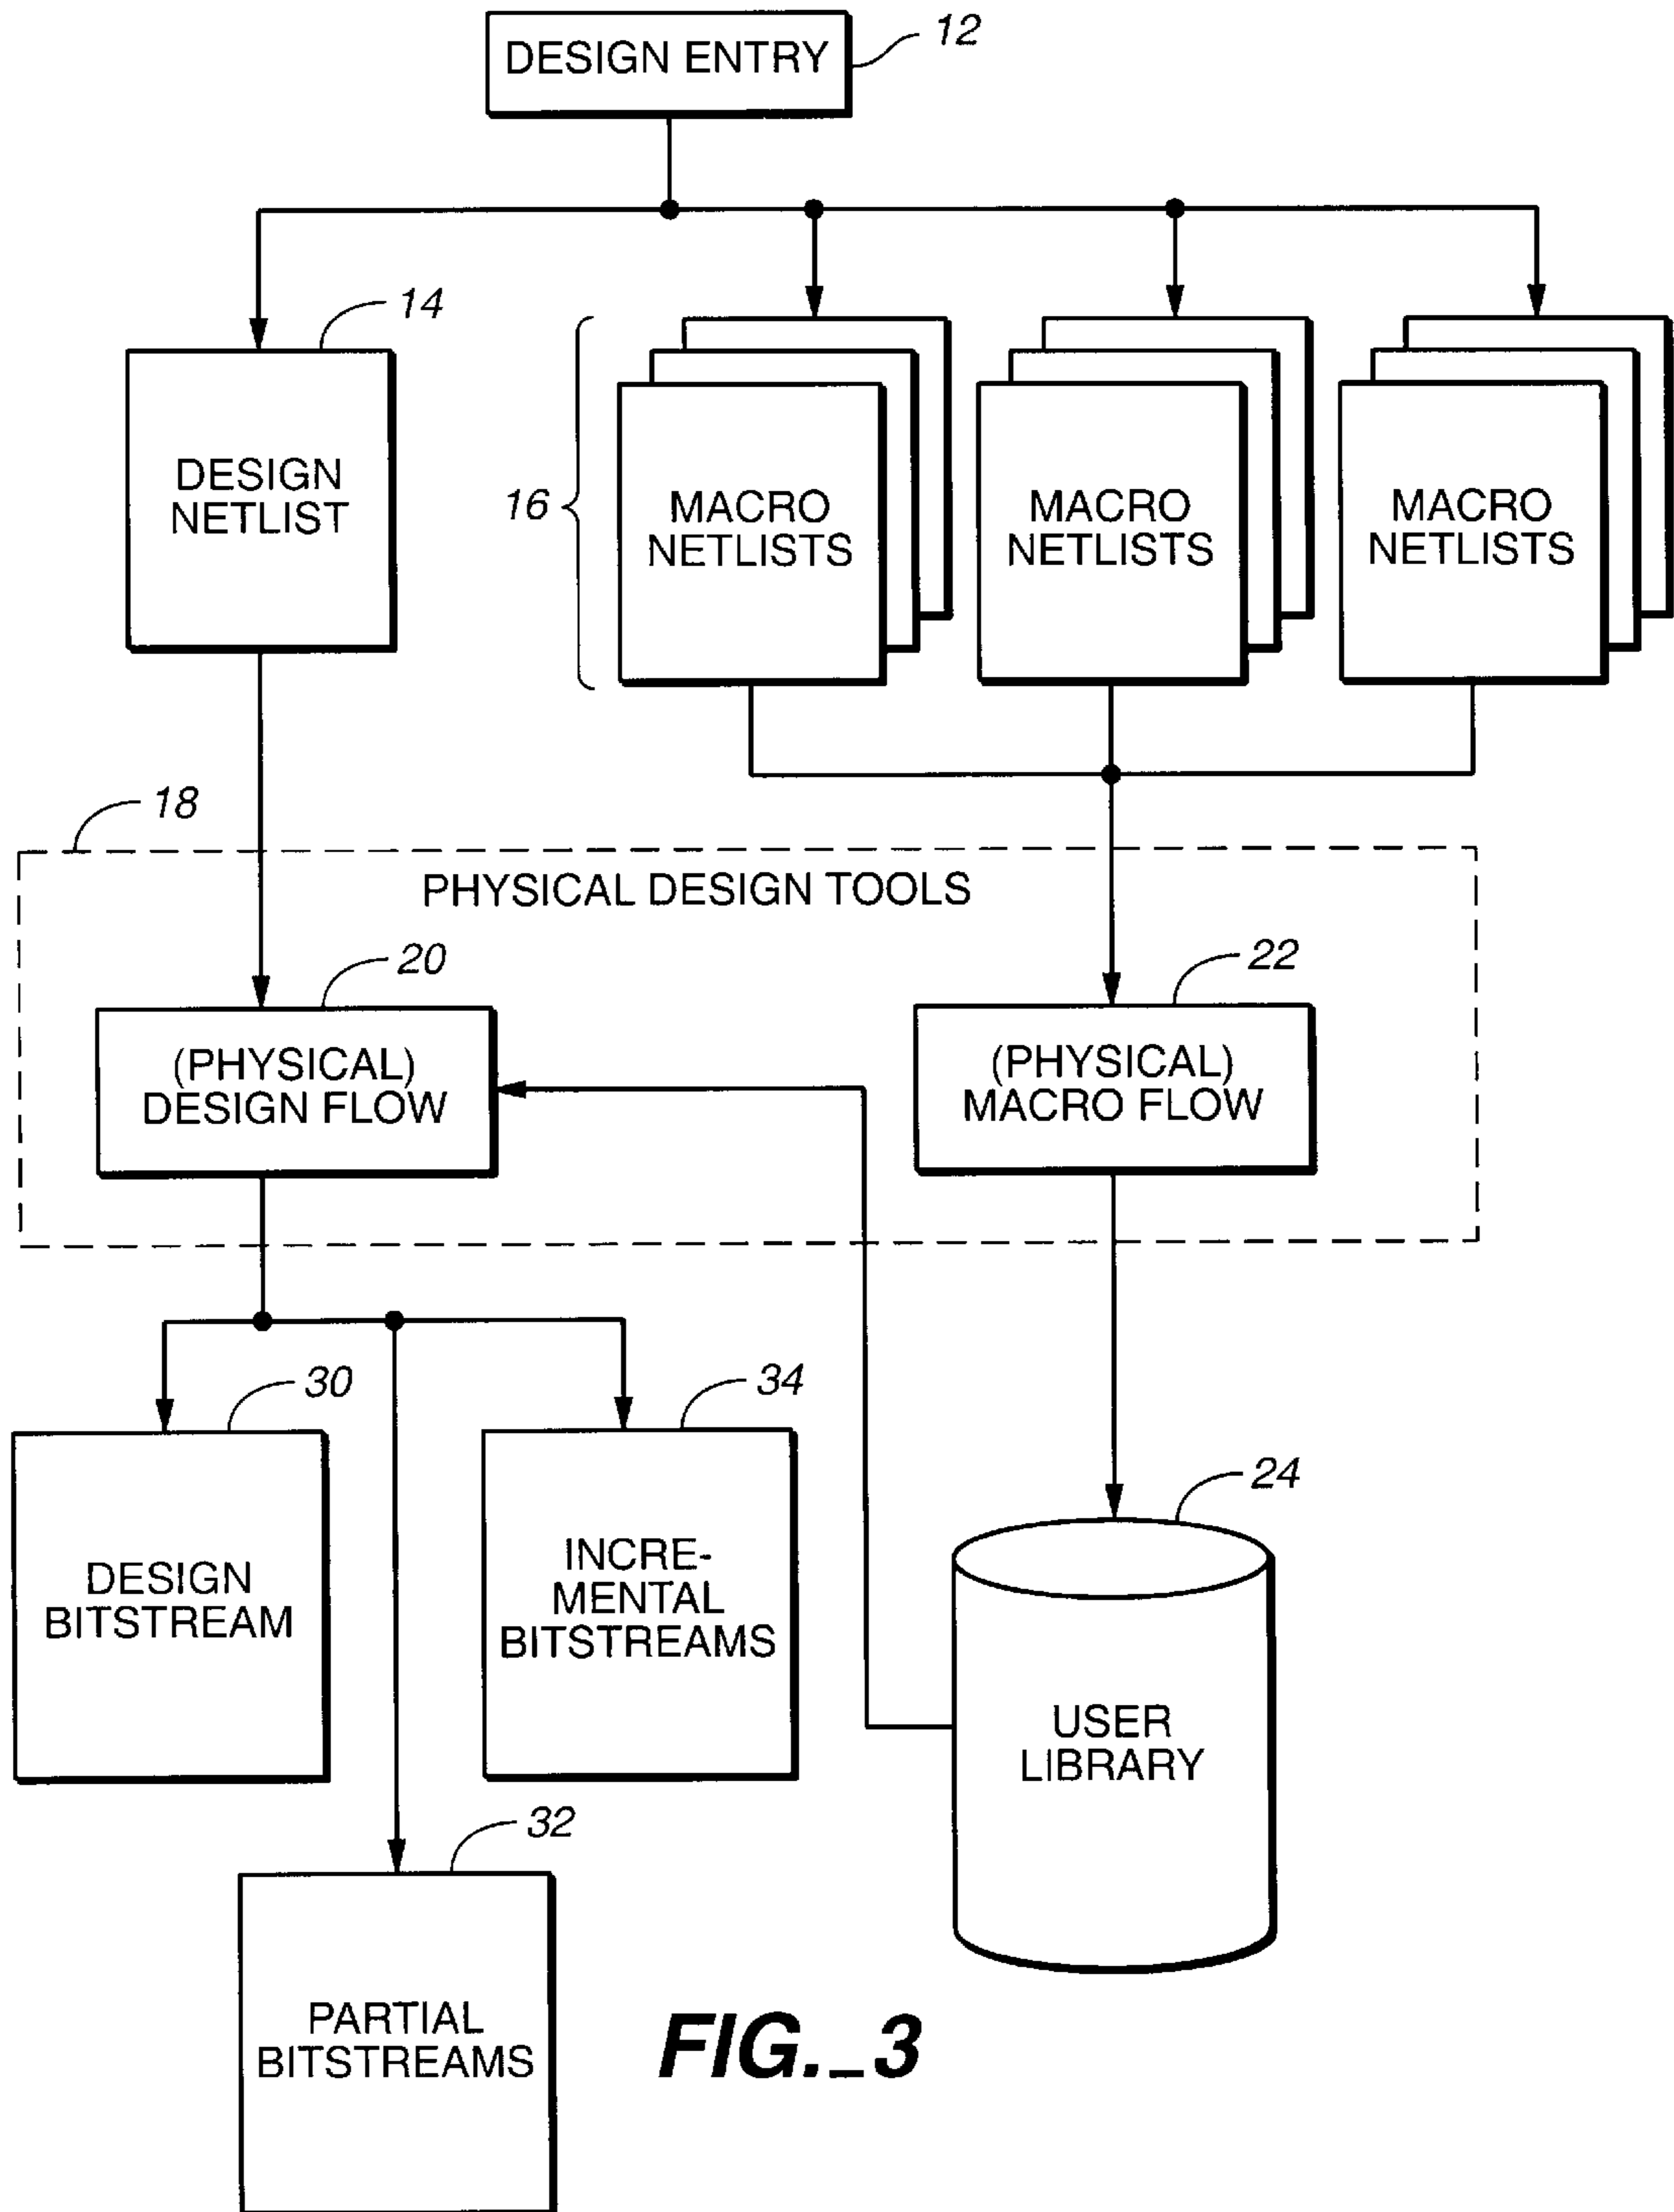 DESIGN ENTRY
12
14
DESIGN
NETLIST
16
MACRO
NETLISTS
MACRO
NETLISTS
MACRO
NETLISTS
18
PHYSICAL DESIGN TOOLS
20
(PHYSICAL)
DESIGN FLOW
22
(PHYSICAL)
MACRO FLOW
30
DESIGN
BITSTREAM
34
INCRE-
MENTAL
BITSTREAMS
24
USER
LIBRARY
32
PARTIAL
BITSTREAMS
FIG._3